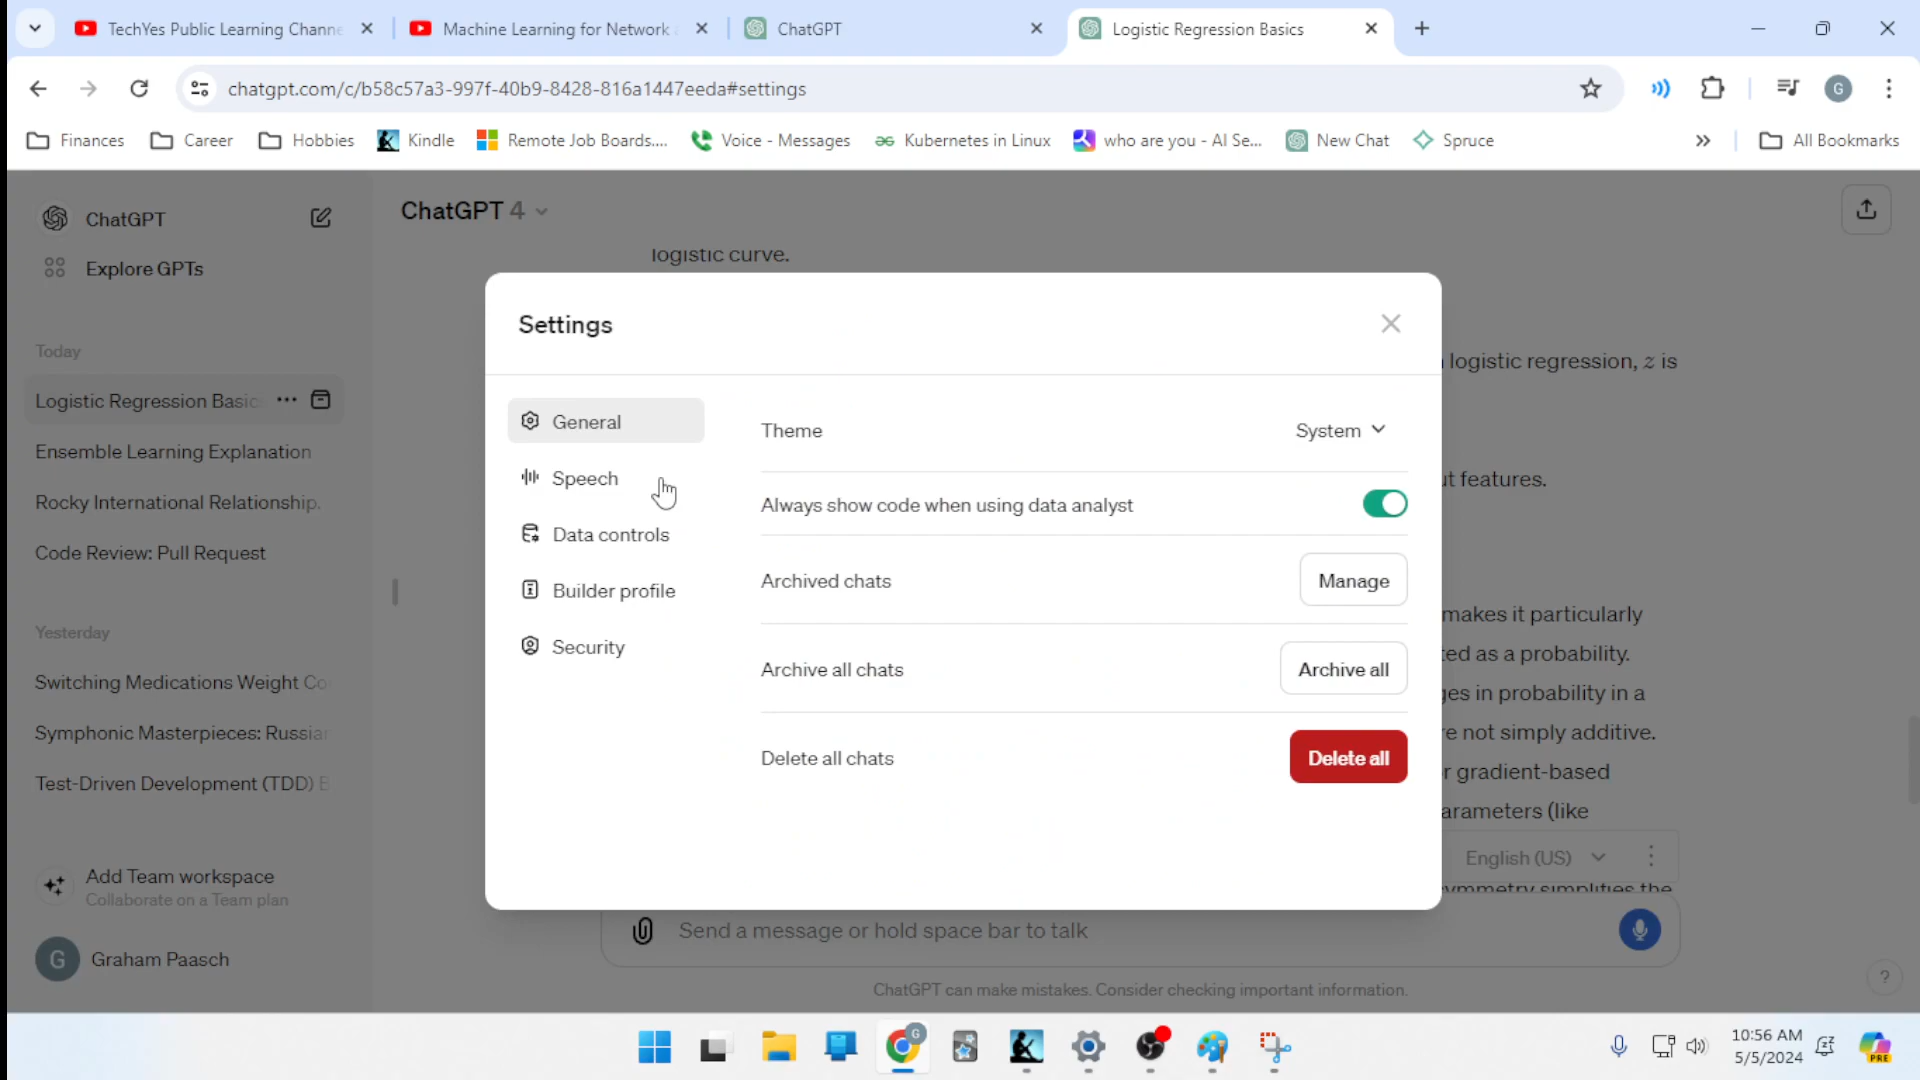 TechYes Public Learning Channe
Machine Learning for Network
ChatGPT
Logistic Regression Basics
chatgpt.com/c/b58c57a3-997f-40b9-8428-816a1447eeda#settings
G
Finances
Career
Hobbies
Kindle
Remote Job Boards....
Voice - Messages
Kubernetes in Linux
who are you - AI Se...
New Chat
Spruce
All Bookmarks
ChatGPT
Explore GPTs
Today
Logistic Regression Basic
Ensemble Learning Explanation
Rocky International Relationship.
Code Review: Pull Request
Yesterday
Switching Medications Weight Co
Symphonic Masterpieces: Russian
Test-Driven Development (TDD) E
Add Team workspace
Collaborate on a Team plan
G
Graham Paasch
ChatGPT 4
logistic curve.
logistic regression, z is
ut features.
makes it particularly
ted as a probability.
ges in probability in a
re not simply additive.
r gradient-based
arameters (like
English (US)
symmetry simplifies the
Settings
General
Speech
Data controls
Builder profile
Security
Theme
System
Always show code when using data analyst
Archived chats
Manage
Archive all chats
Archive all
Delete all chats
Delete all
Send a message or hold space bar to talk
ChatGPT can make mistakes. Consider checking important information.
?
G
10:56 AM
5/5/2024
PRE